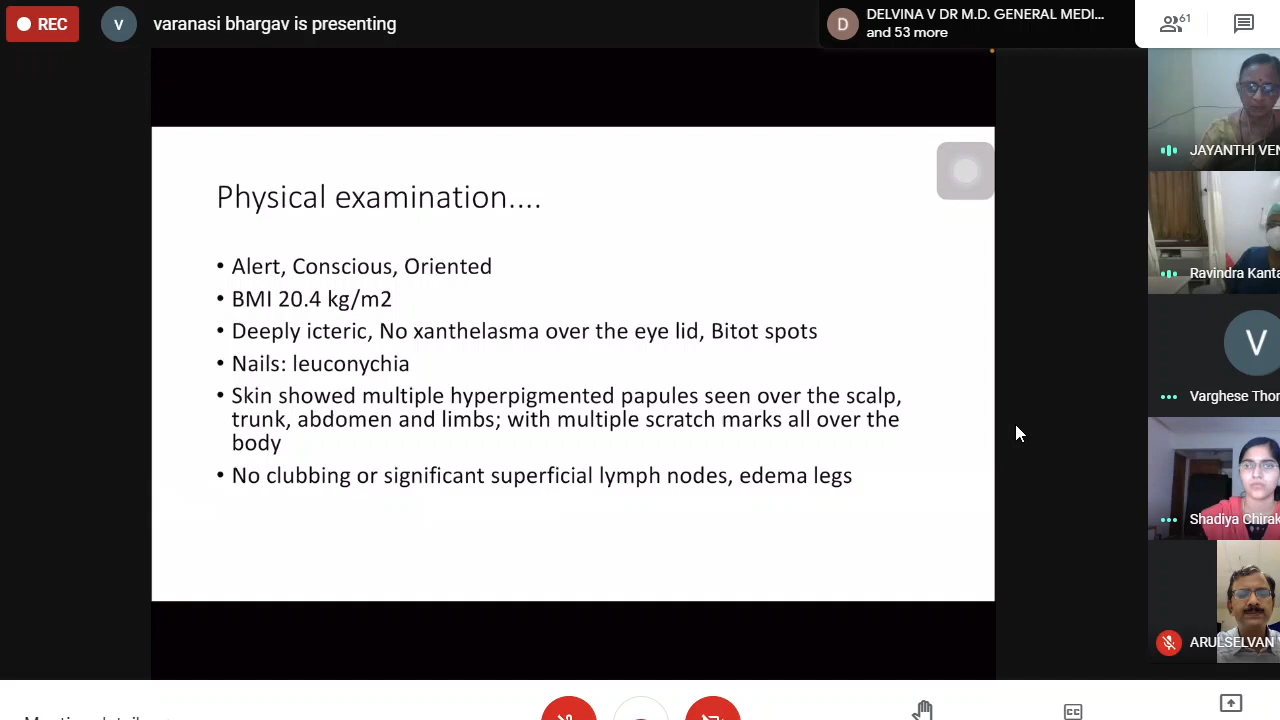 REC
V
varanasi bhargav is presenting
D
DELVINA V DR M.D. GENERAL MEDI...
and 53 more
61
Physical examination....
• Alert, Conscious, Oriented
• BMI 20.4 kg/m2
• Deeply icteric, No xanthelasma over the eye lid, Bitot spots
• Nails: leuconychia
• Skin showed multiple hyperpigmented papules seen over the scalp,
trunk, abdomen and limbs; with multiple scratch marks all over the
body
• No clubbing or significant superficial lymph nodes, edema legs
JAYANTHI VEN
Ravindra Kanta
V
Varghese Thor
Shadiya Chirak
ARULSELVAN V
CC